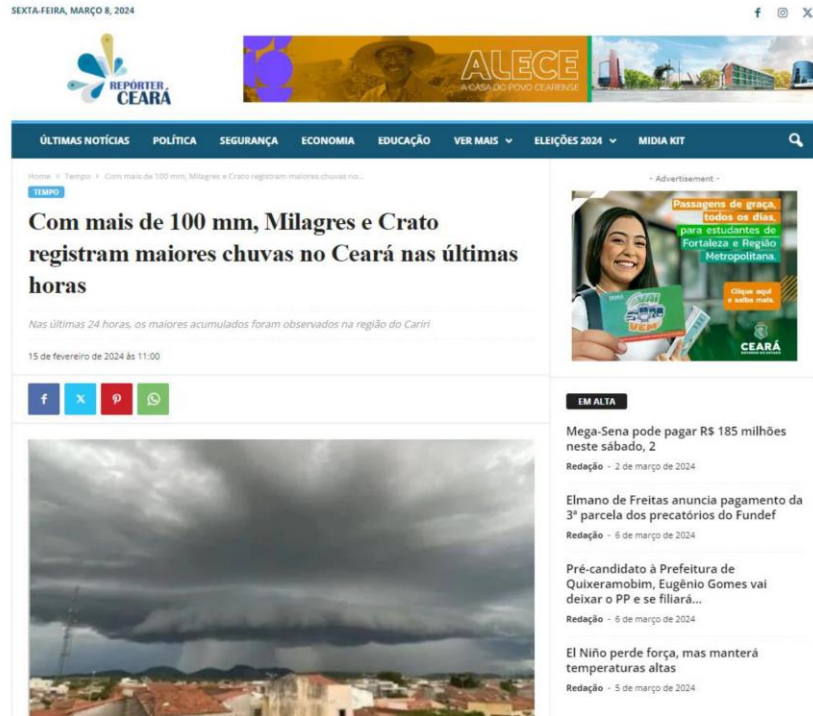 SEXTA-FEIRA, MARÇO 8, 2024
REPÓRTER
CEARÁ
ALECE
A CASA DO POVO CEARENSE
ÚLTIMAS NOTÍCIAS POLÍTICA SEGURANÇA ECONOMIA EDUCAÇÃO VER MAIS ELEIÇÕES 2024 MIDIA KIT
Home > Tempo > Com mais de 100 mm, Milagres e Crato registram maiores chuvas no...
TEMPO
Com mais de 100 mm, Milagres e Crato
registram maiores chuvas no Ceará nas últimas
horas
Nas últimas 24 horas, os maiores acumulados foram observados na região do Cariri
15 de fevereiro de 2024 às 11:00
- Advertisement -
Passagens de graça,
todos os dias,
para estudantes de
Fortaleza e Região
Metropolitana.
Clique aqui
e saiba mais.
VAI
VEM
CEARÁ
GOVERNO DO ESTADO
EM ALTA
Mega-Sena pode pagar R$ 185 milhões
neste sábado, 2
Redação - 2 de março de 2024
Elmano de Freitas anuncia pagamento da
3ª parcela dos precatórios do Fundef
Redação - 6 de março de 2024
Pré-candidato à Prefeitura de
Quixeramobim, Eugênio Gomes vai
deixar o PP e se filiará...
Redação - 6 de março de 2024
El Niño perde força, mas manterá
temperaturas altas
Redação - 5 de março de 2024